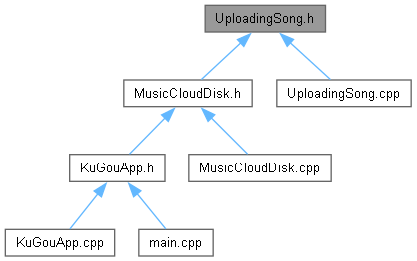 UploadingSong.h
MusicCloudDisk.h
UploadingSong.cpp
KuGouApp.h
MusicCloudDisk.cpp
KuGouApp.cpp
main.cpp